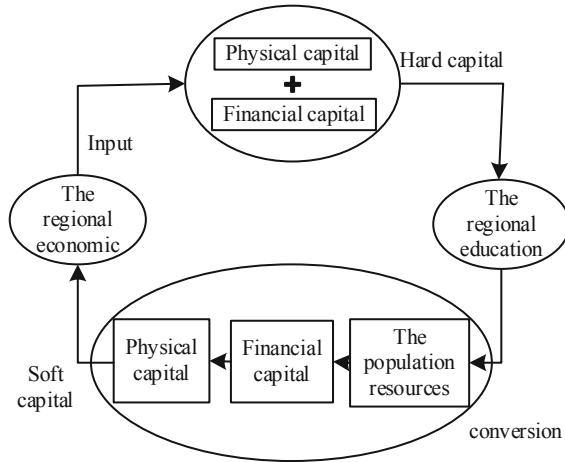 Physical capital
+
Financial capital
Hard capital
Input
The
regional
economic
The
regional
education
Physical
capital
Financial
capital
The
population
resources
Soft
capital
conversion